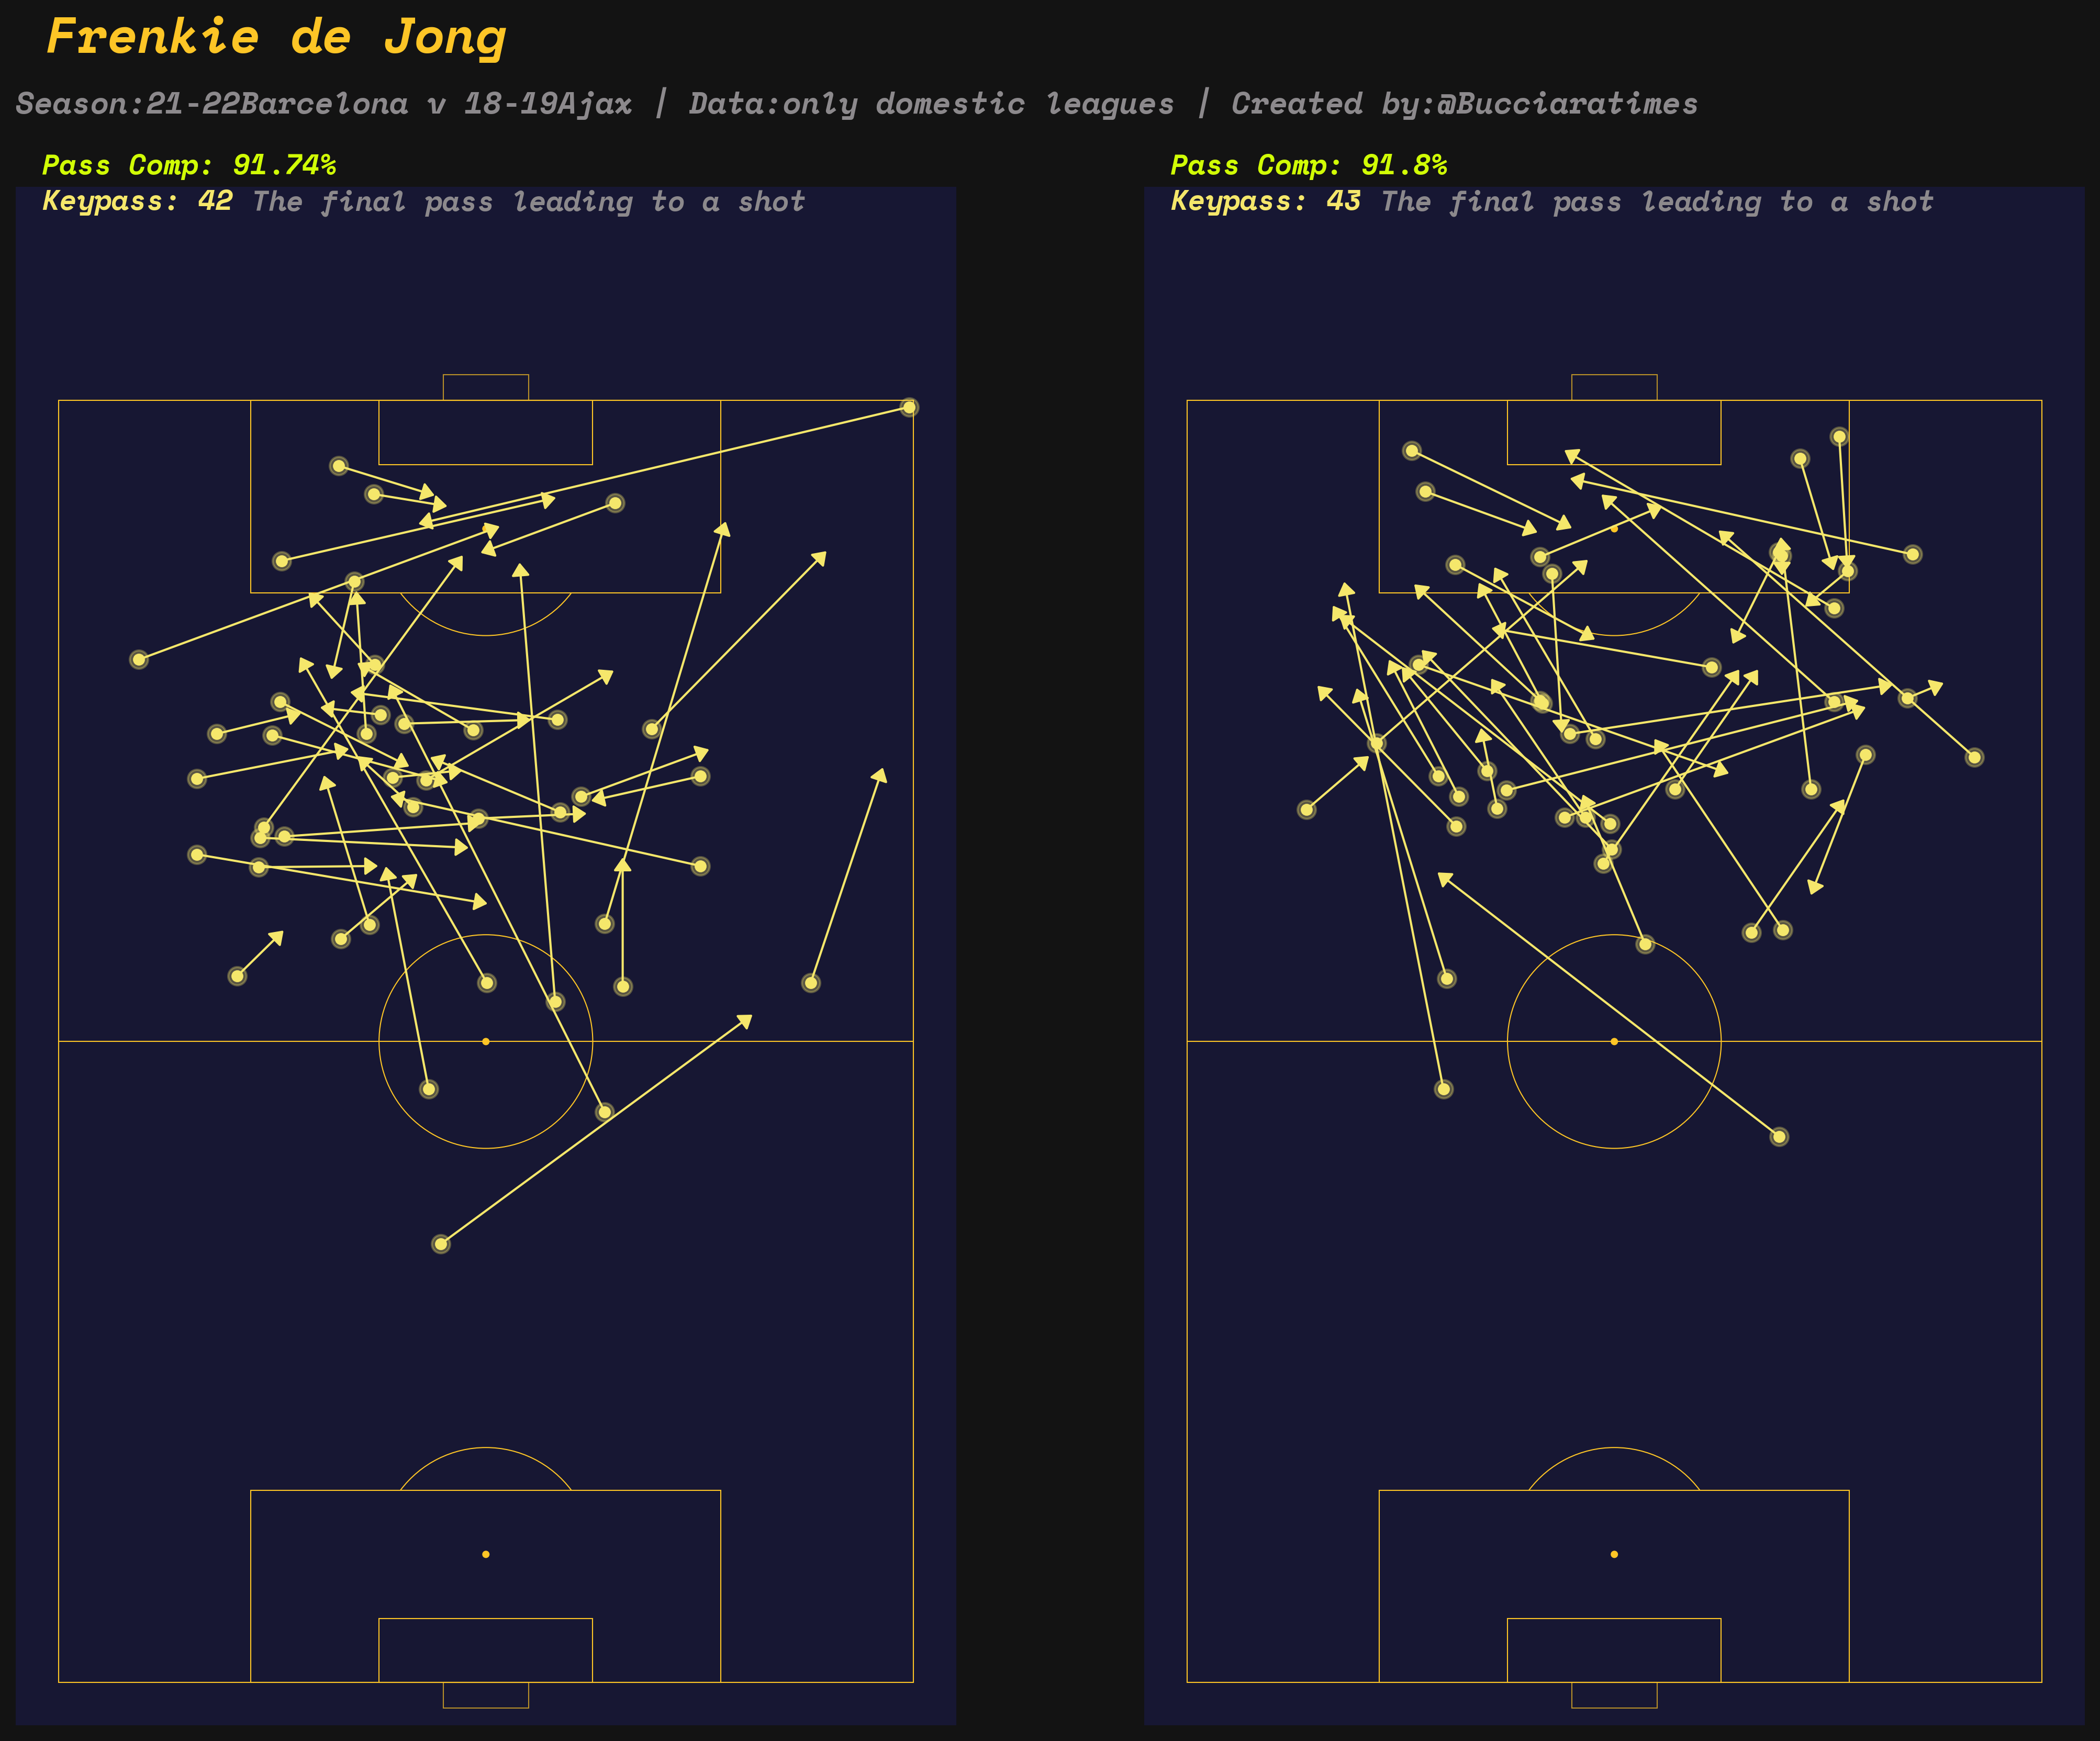 Frenkie de Jong
Season:21-22Barcelona v 18-19Ajax | Data:only domestic leagues | Created by:@Bucciaratimes
Pass Comp: 91.74%
Keypass: 42 The final pass leading to a shot
Pass Comp: 91.8%
Keypass: 43 The final pass leading to a shot